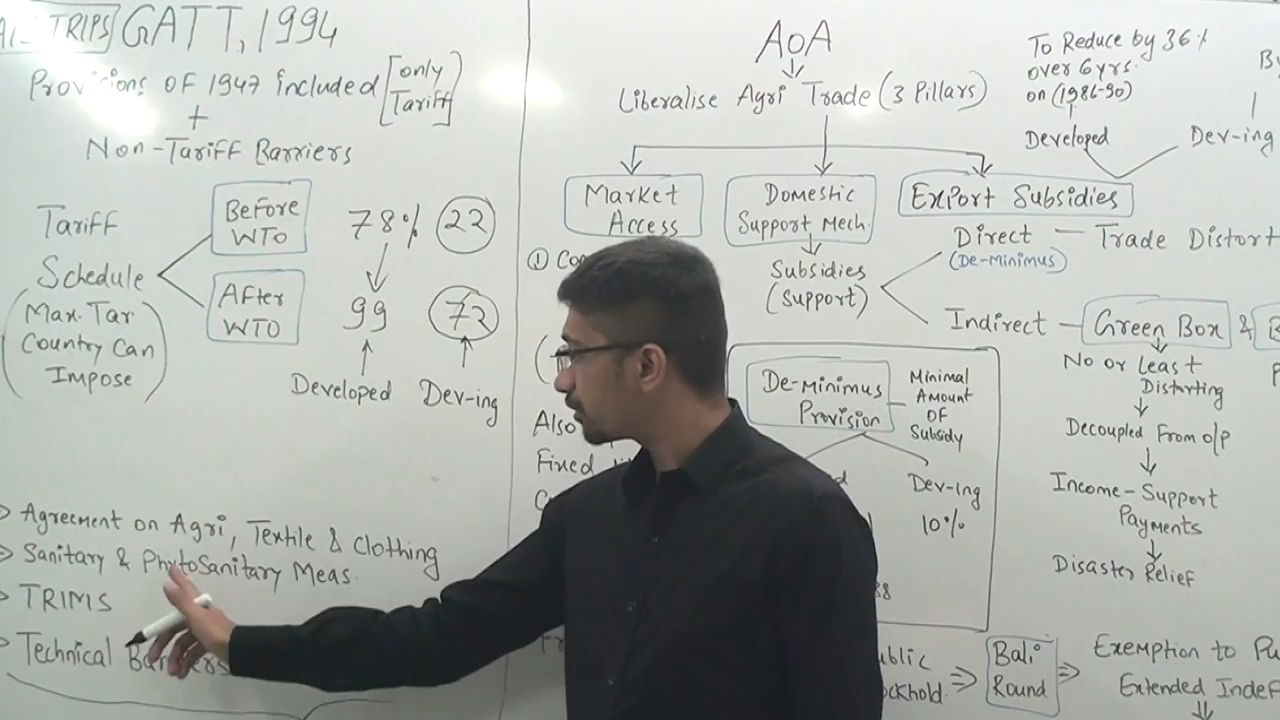 TRIPS GATT, 1994
Provisions OF 1947 included [only Tariff]
+
Non-Tariff Barriers
Tariff
Schedule
(Max. Tar
Country Can
Impose)
Before
WTO
78% 22
After
WTO
99 72
Developed Dev-ing
> Agreement on Agri, Textile & Clothing
> Sanitary & PhytoSanitary Meas.
> TRIMS
> Technical Barriers
AoA
Liberalise Agri Trade (3 Pillars)
To Reduce by 36%
over 6 yrs.
on (1986-90)
Developed Dev-ing
Market
Access
Domestic
Support Mech.
Export Subsidies
①
Subsidies
(Support)
Direct — Trade Distort
(De-Minimus)
Indirect — Green Box &
No or Least
Distorting
Decoupled From o/p
Income-Support
Payments
Disaster Relief
Also
Fixed
De-Minimus
Provision
Minimal
Amount
OF
Subsidy
Dev-ing
10%
Bali
Round
Exemption to
Extended